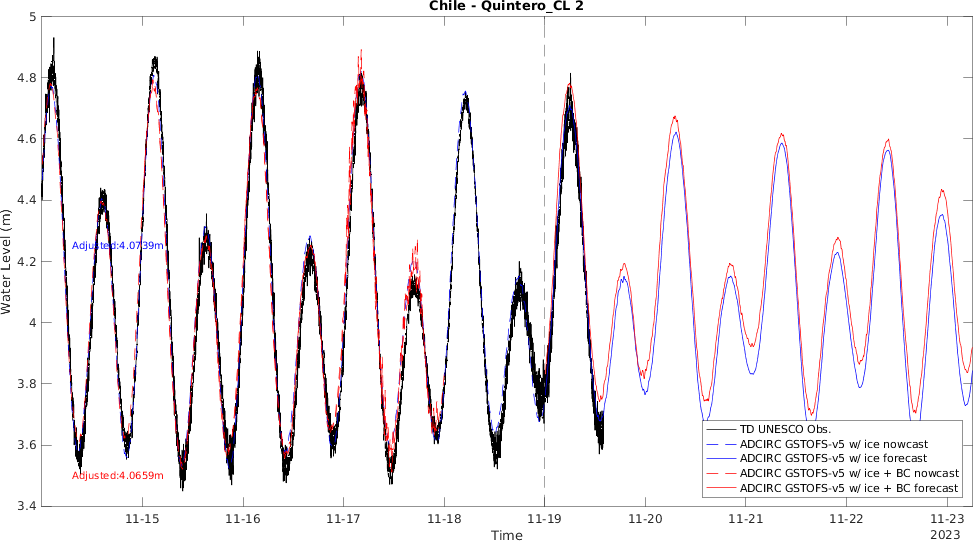 Chile - Quintero_CL 2
Water Level (m)
5
4.8
4.6
4.4
4.2
4
3.8
3.6
3.4
Adjusted:4.0739m
Adjusted:4.0659m
TD UNESCO Obs.
ADCIRC GSTOFS-v5 w/ ice nowcast
ADCIRC GSTOFS-v5 w/ ice forecast
ADCIRC GSTOFS-v5 w/ ice + BC nowcast
ADCIRC GSTOFS-v5 w/ ice + BC forecast
11-15 11-16 11-17 11-18 11-19 11-20 11-21 11-22 11-23
2023
Time